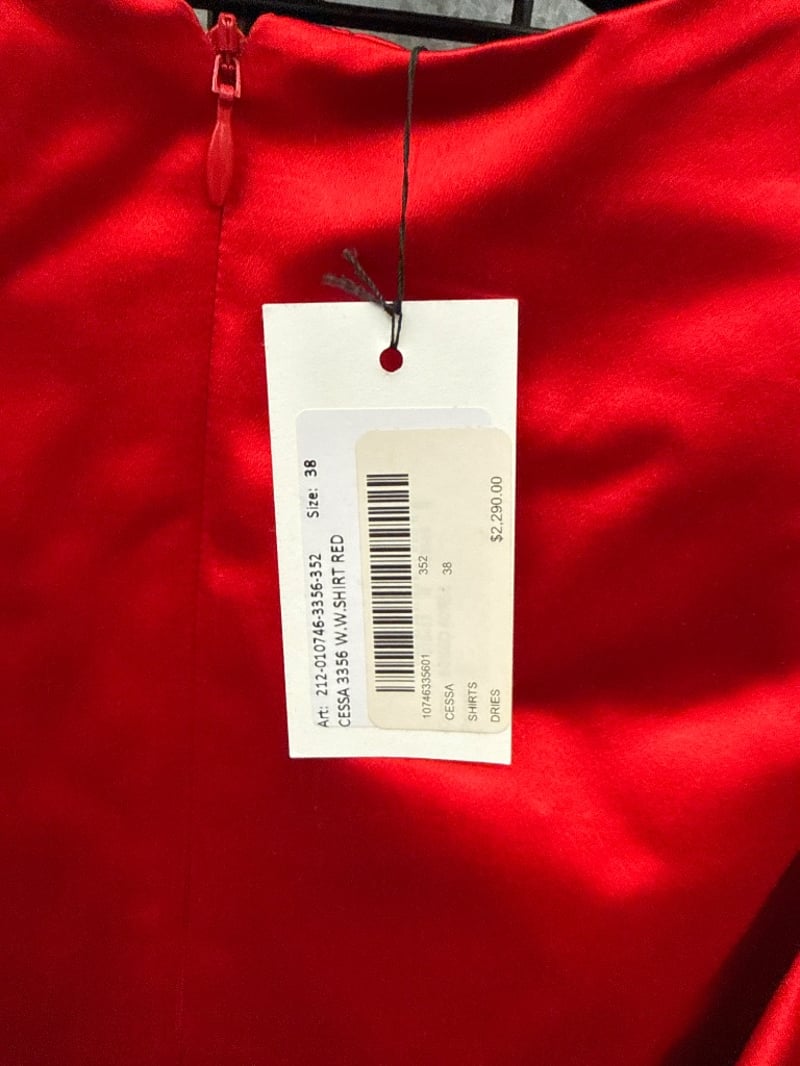 Art: 212-010746-3356-352 Size: 38
CESSA 3356 W.W.SHIRT RED
10746335601 352
CESSA 38
SHIRTS
DRIES $2,290.00